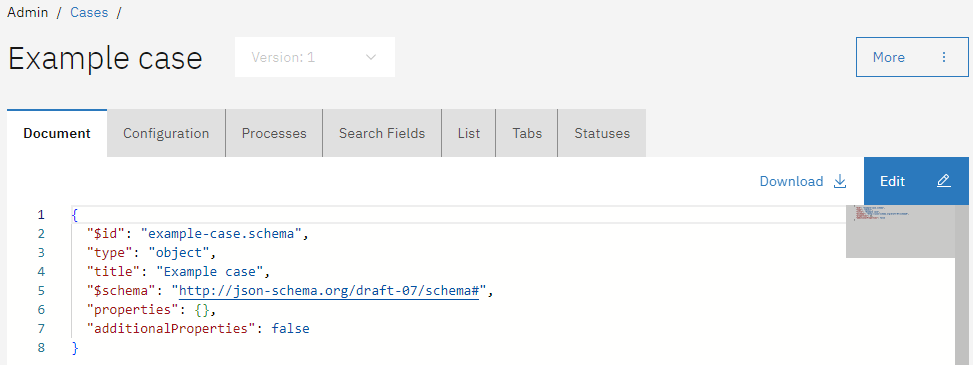 Admin / Cases /
Example case Version: 1 More
Document Configuration Processes Search Fields List Tabs Statuses
Download Edit
1 {
2 "$id": "example-case.schema",
3 "type": "object",
4 "title": "Example case",
5 "$schema": "http://json-schema.org/draft-07/schema#",
6 "properties": {},
7 "additionalProperties": false
8 }